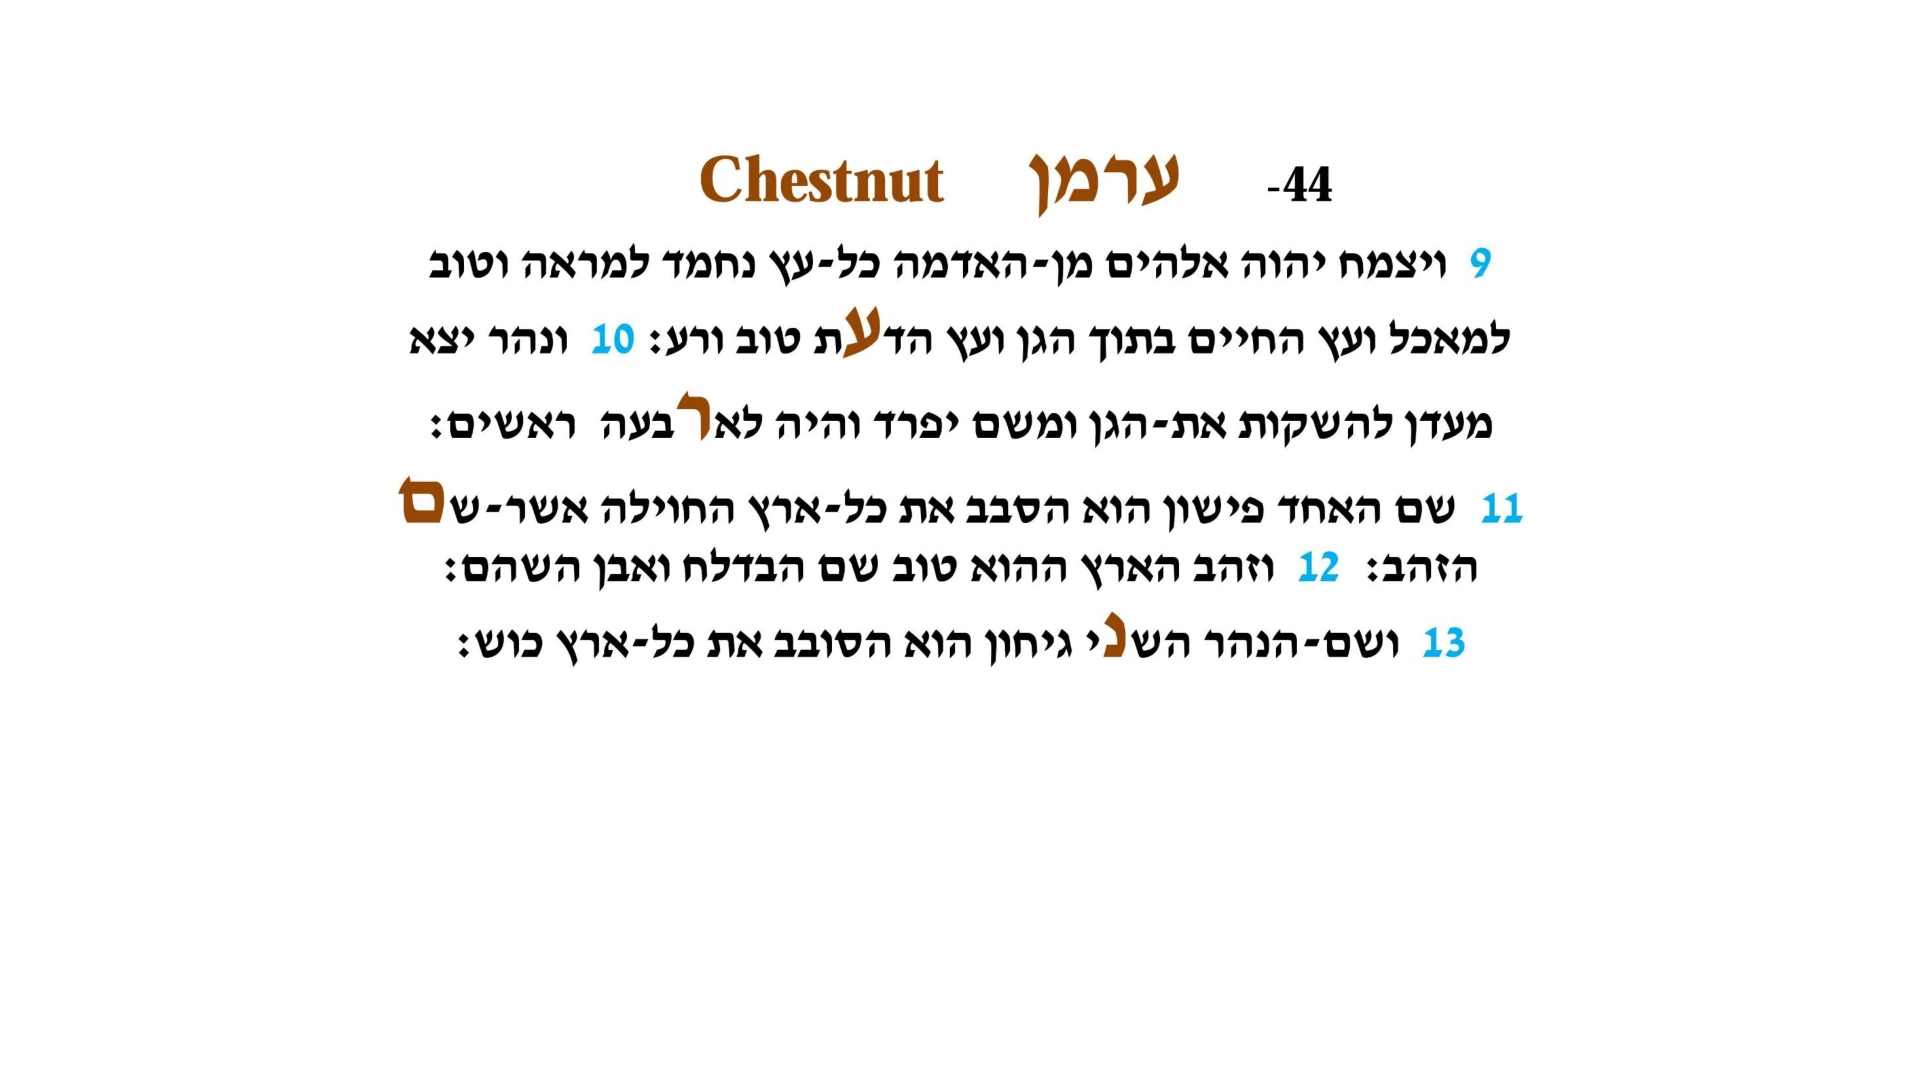 44- ערמן Chestnut
9 ויצמח יהוה אלהים מן-האדמה כל-עץ נחמד למראה וטוב
למאכל ועץ החיים בתוך הגן ועץ הדעת טוב ורע: 10 ונהר יצא
מעדן להשקות את-הגן ומשם יפרד והיה לארבעה ראשים:
11 שם האחד פישון הוא הסבב את כל-ארץ החוילה אשר-שם
הזהב: 12 וזהב הארץ ההוא טוב שם הבדלח ואבן השהם:
13 ושם-הנהר השני גיחון הוא הסובב את כל-ארץ כוש: